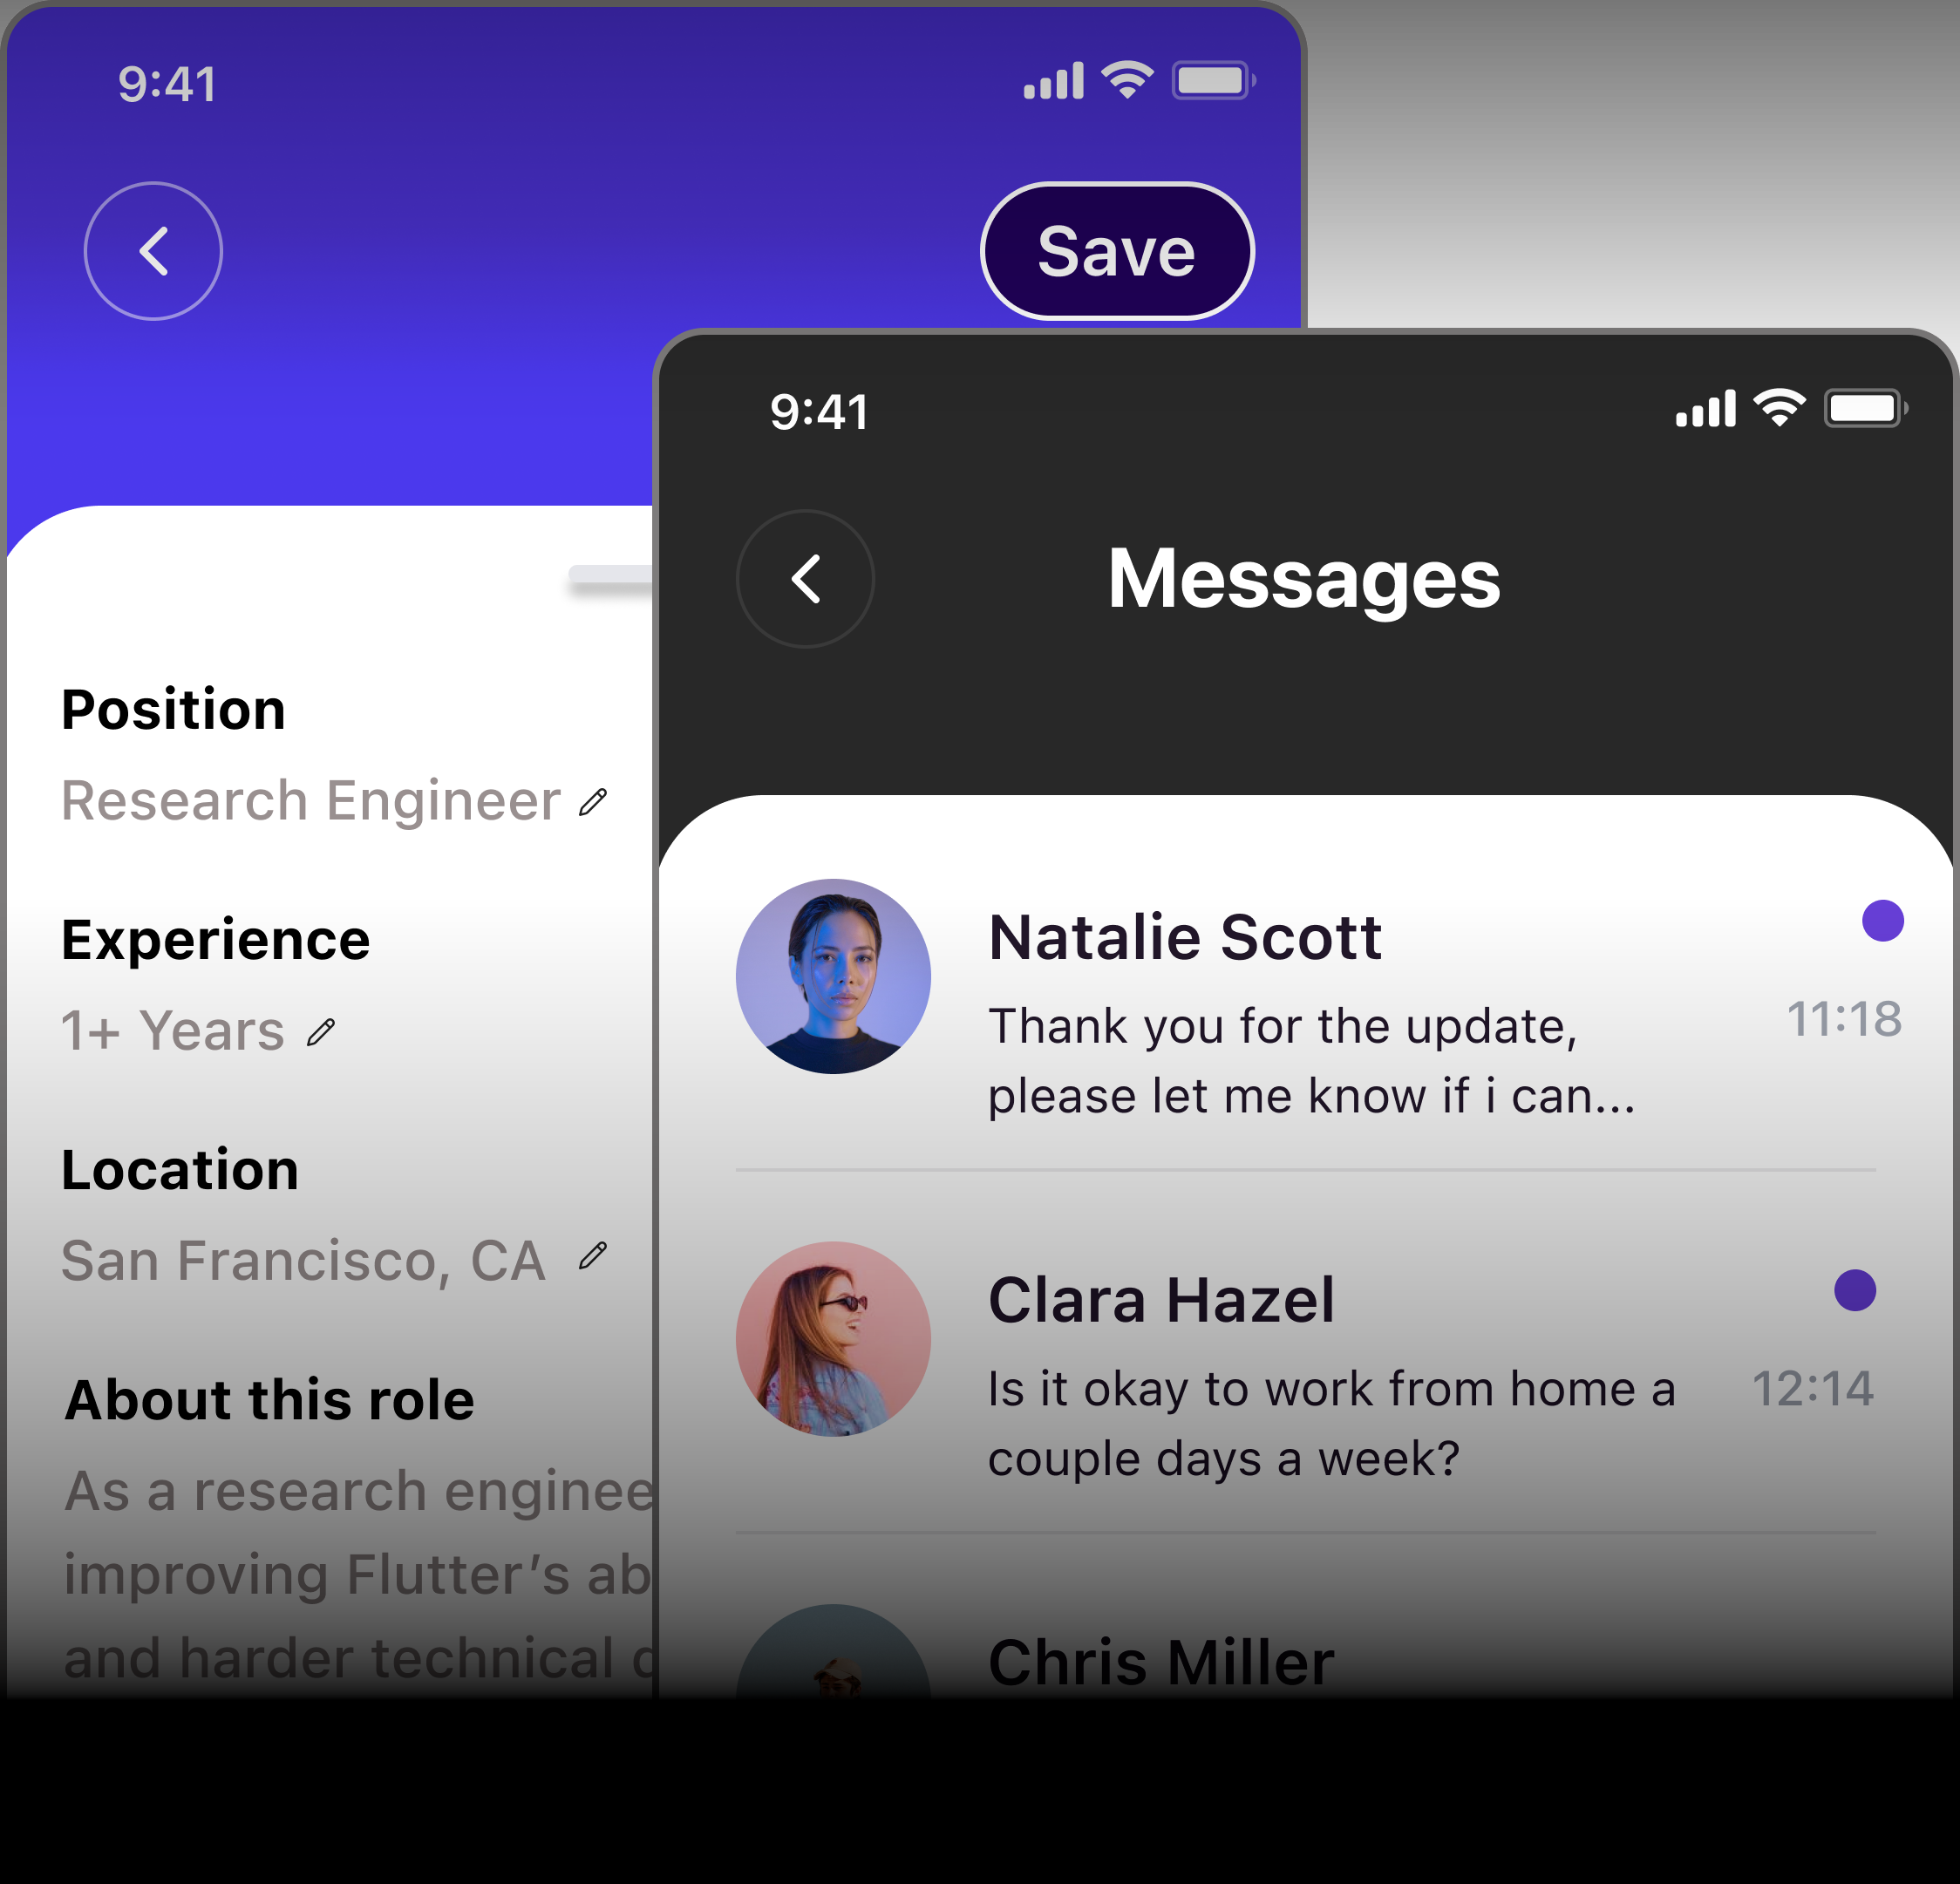 9:41
Save
Position
Research Engineer
Experience
1+ Years
Location
San Francisco, CA
About this role
As a research enginee
improving Flutter’s ab
and harder technical
9:41
Messages
Natalie Scott
Thank you for the update,
please let me know if i can...
11:18
Clara Hazel
Is it okay to work from home a
couple days a week?
12:14
Chris Miller